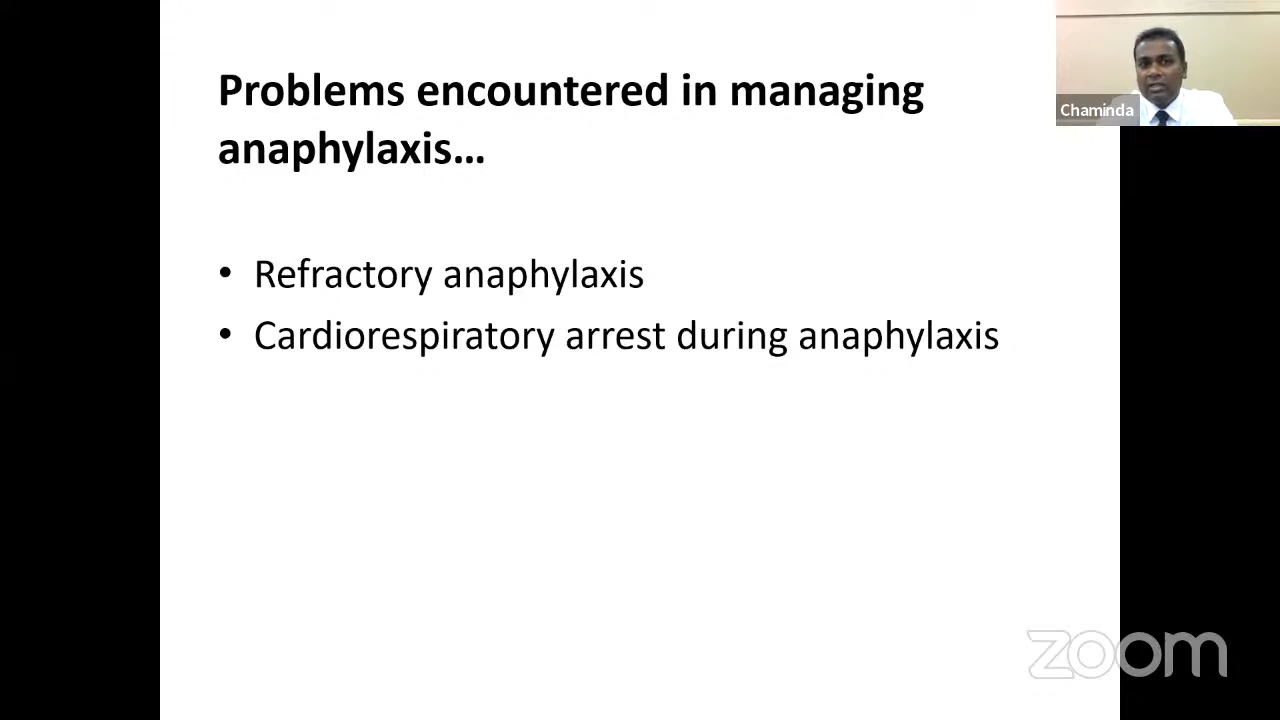 Problems encountered in managing
anaphylaxis…
• Refractory anaphylaxis
• Cardiorespiratory arrest during anaphylaxis
Chaminda
zoom